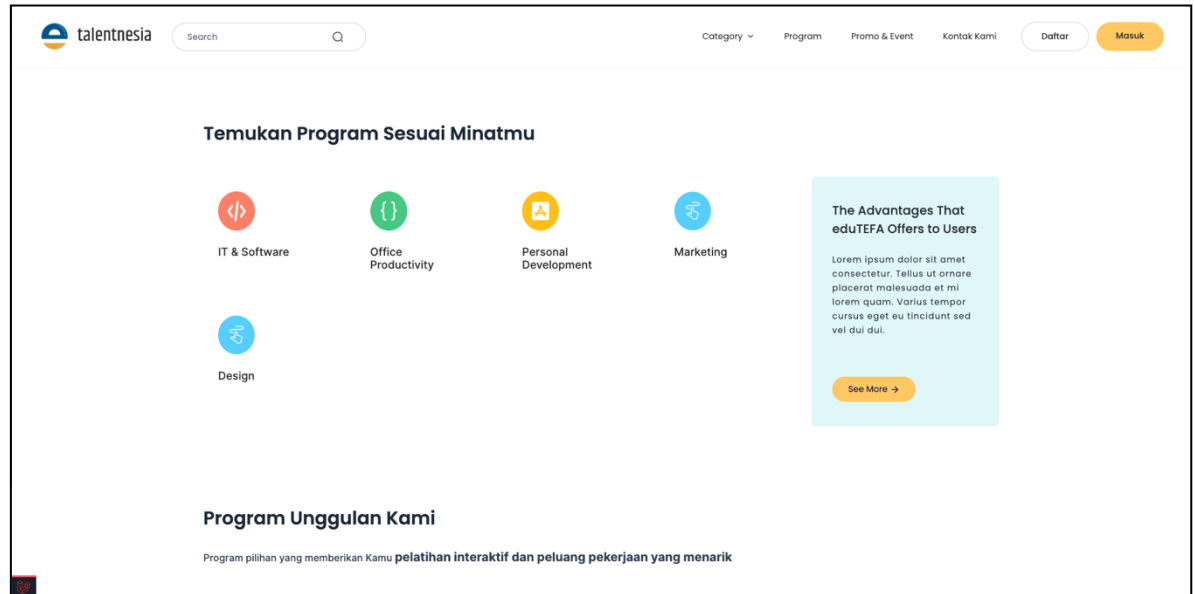 talentnesia
Search
Category
Program
Promo & Event
Kontak Kami
Daftar
Masuk
Temukan Program Sesuai Minatmu
IT & Software
Office
Productivity
Personal
Development
Marketing
Design
The Advantages That
eduTEFA Offers to Users
Lorem ipsum dolor sit amet
consectetur. Tellus ut ornare
placerat malesuada et mi
lorem quam. Varius tempor
cursus eget eu tincidunt sed
vel dui dui.
See More →
Program Unggulan Kami
Program pilihan yang memberikan Kamu pelatihan interaktif dan peluang pekerjaan yang menarik